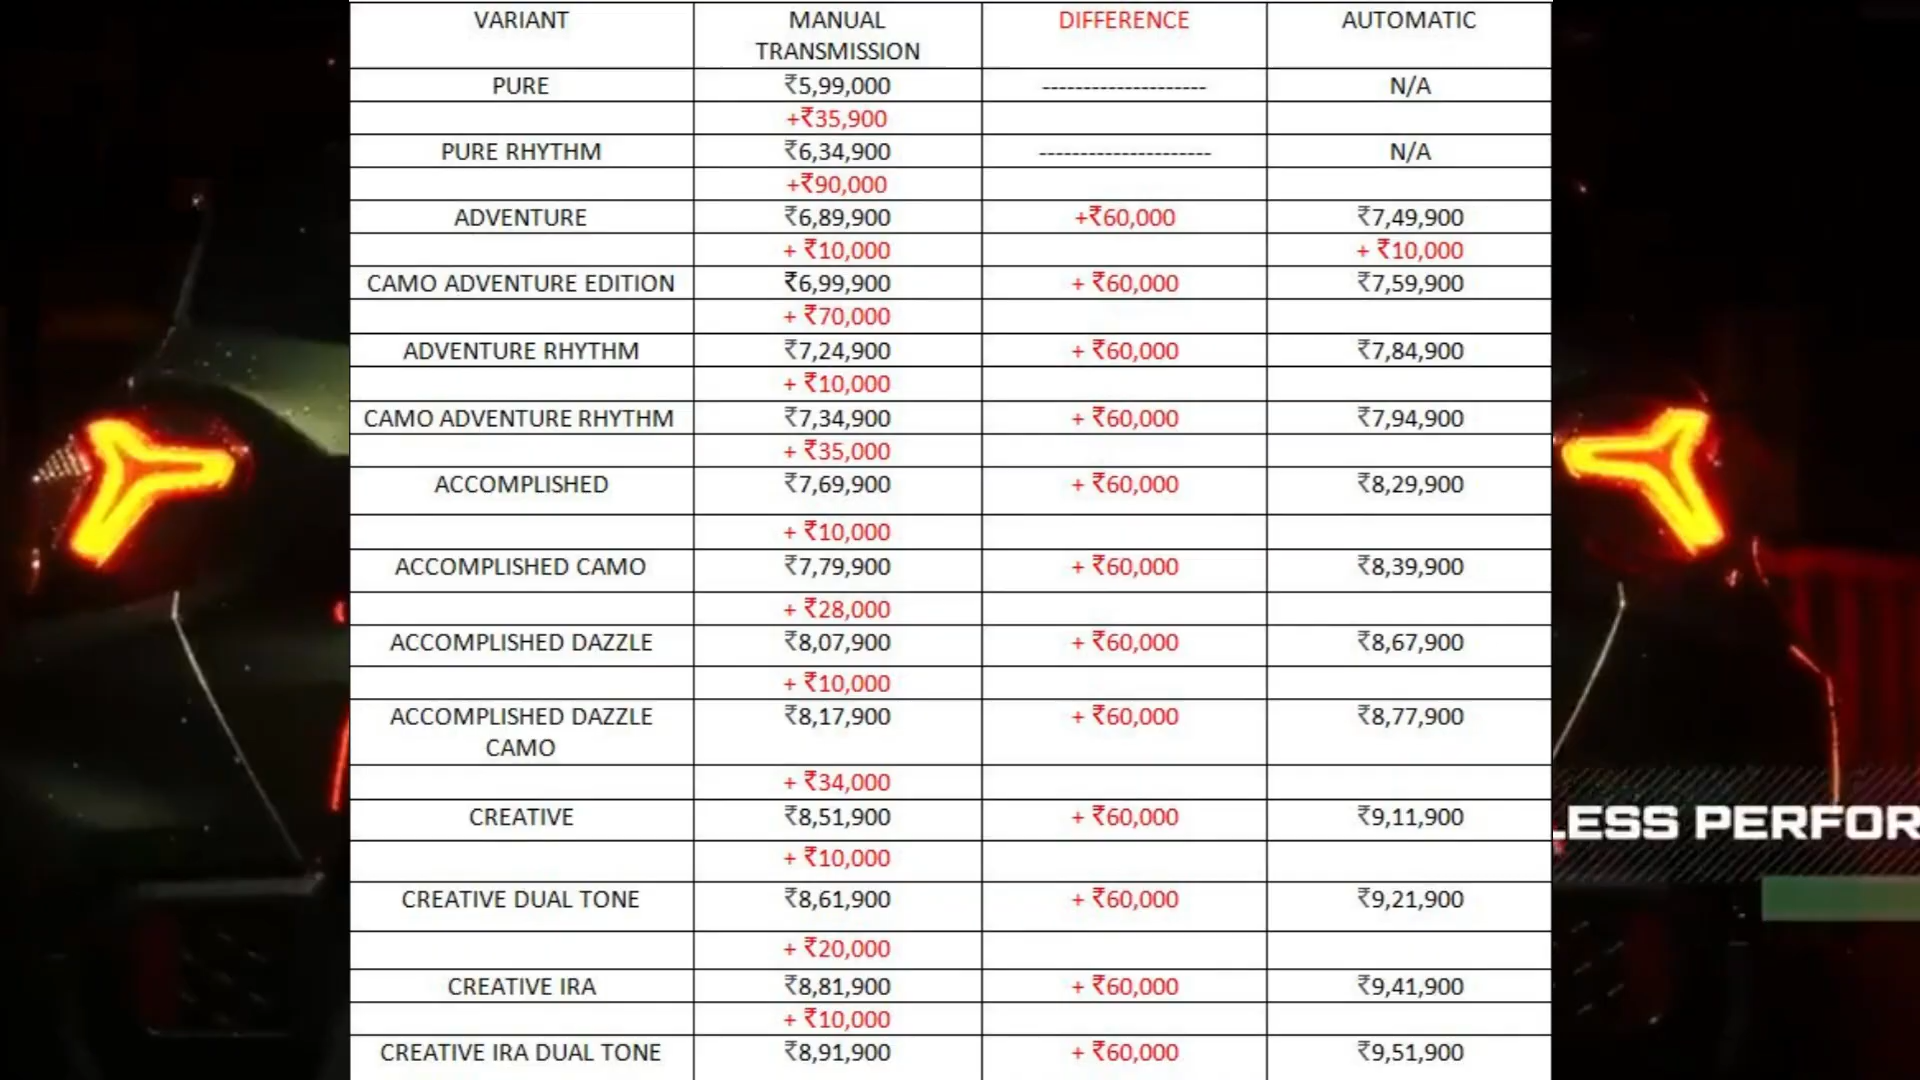 VARIANT MANUAL TRANSMISSION DIFFERENCE AUTOMATIC
PURE ₹5,99,000 -------------------- N/A
+₹35,900
PURE RHYTHM ₹6,34,900 --------------------- N/A
+₹90,000
ADVENTURE ₹6,89,900 +₹60,000 ₹7,49,900
+ ₹10,000 + ₹10,000
CAMO ADVENTURE EDITION ₹6,99,900 + ₹60,000 ₹7,59,900
+ ₹70,000
ADVENTURE RHYTHM ₹7,24,900 + ₹60,000 ₹7,84,900
+ ₹10,000
CAMO ADVENTURE RHYTHM ₹7,34,900 + ₹60,000 ₹7,94,900
+ ₹35,000
ACCOMPLISHED ₹7,69,900 + ₹60,000 ₹8,29,900
+ ₹10,000
ACCOMPLISHED CAMO ₹7,79,900 + ₹60,000 ₹8,39,900
+ ₹28,000
ACCOMPLISHED DAZZLE ₹8,07,900 + ₹60,000 ₹8,67,900
+ ₹10,000
ACCOMPLISHED DAZZLE CAMO ₹8,17,900 + ₹60,000 ₹8,77,900
+ ₹34,000
CREATIVE ₹8,51,900 + ₹60,000 ₹9,11,900
+ ₹10,000
CREATIVE DUAL TONE ₹8,61,900 + ₹60,000 ₹9,21,900
+ ₹20,000
CREATIVE IRA ₹8,81,900 + ₹60,000 ₹9,41,900
+ ₹10,000
CREATIVE IRA DUAL TONE ₹8,91,900 + ₹60,000 ₹9,51,900
LESS PERFOR